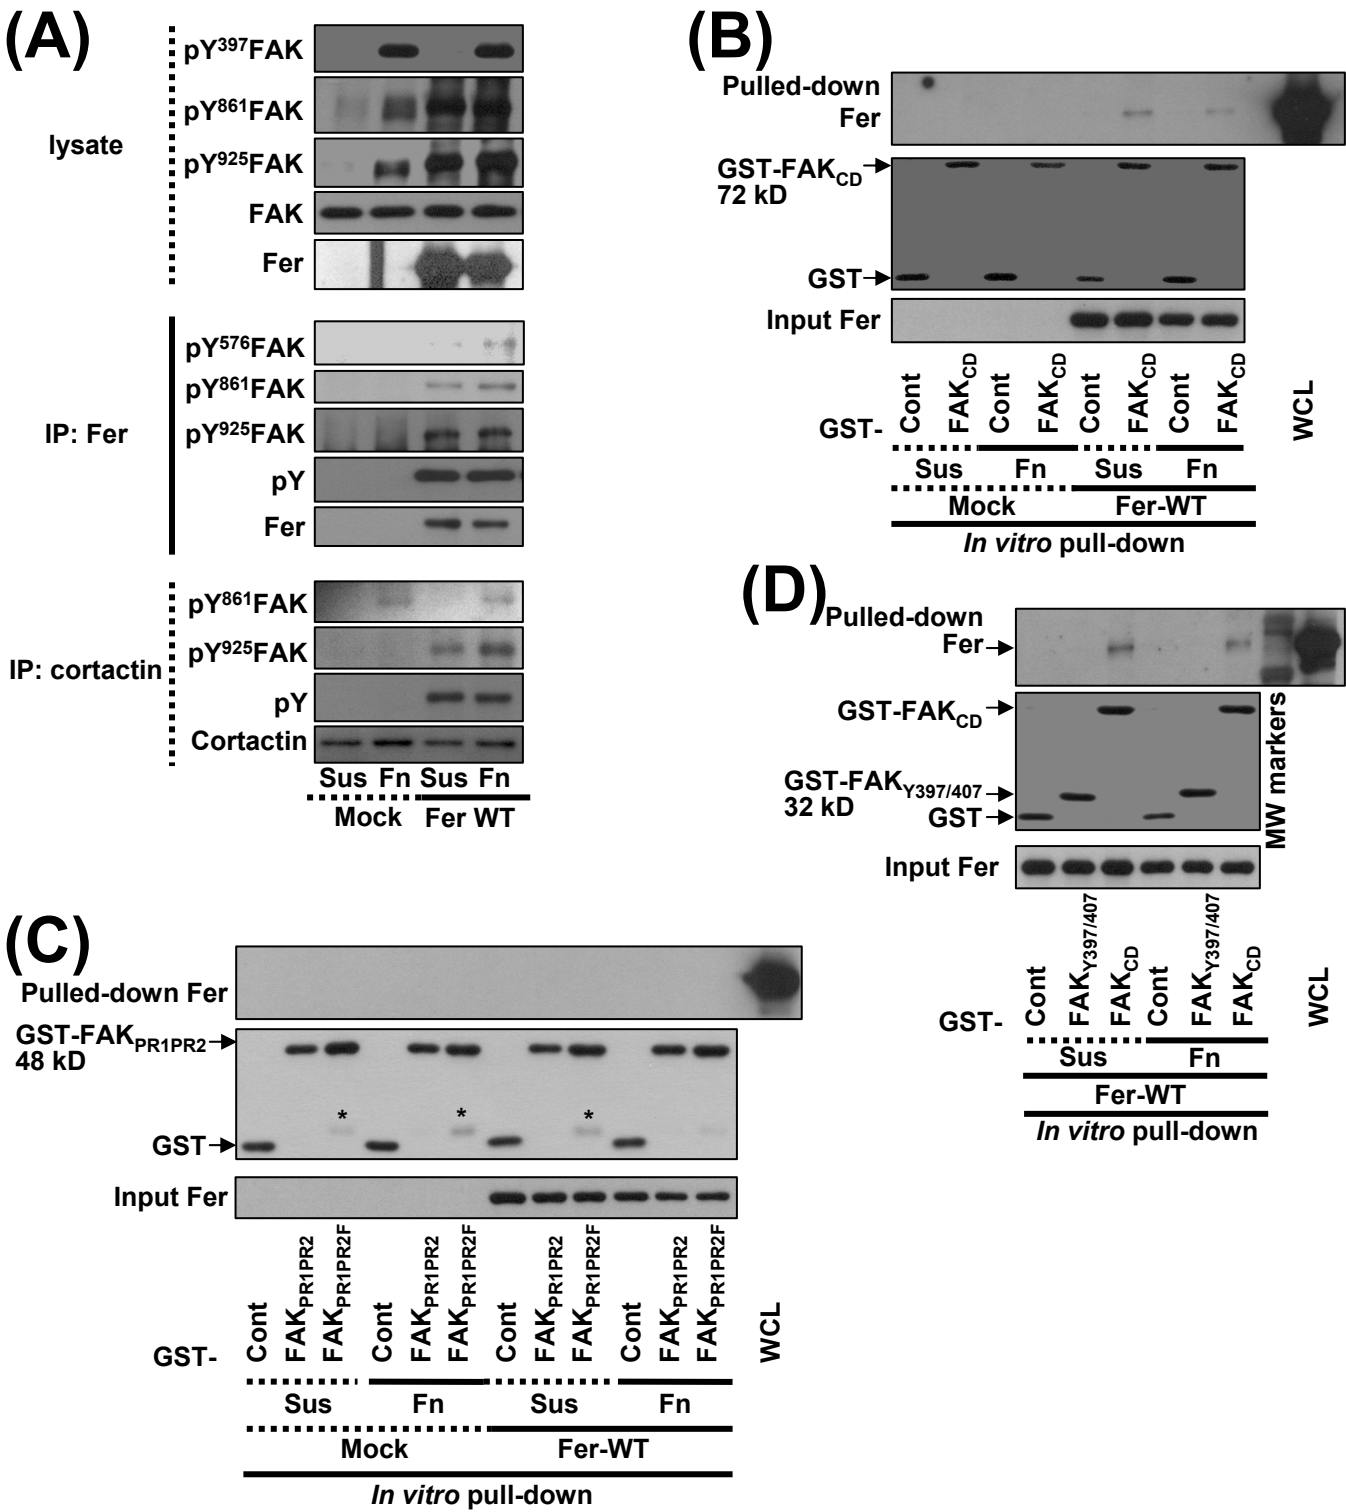 (A)
pY397FAK
pY861FAK
pY925FAK
FAK
Fer
lysate
pY576FAK
pY861FAK
pY925FAK
pY
Fer
IP: Fer
pY861FAK
pY925FAK
pY
Cortactin
IP: cortactin
Sus Fn Sus Fn
Mock Fer WT
(B)
Pulled-down
Fer
GST-FAKCD
72 kD
GST
Input Fer
GST- Cont FAKCD Cont FAKCD Cont FAKCD Cont FAKCD WCL
Sus Fn Sus Fn
Mock Fer-WT
In vitro pull-down
(D)
Pulled-down
Fer
GST-FAKCD
GST-FAKY397/407
32 kD
GST
MW markers
Input Fer
GST- Cont FAKY397/407 FAKCD Cont FAKY397/407 FAKCD WCL
Sus Fn
Fer-WT
In vitro pull-down
(C)
Pulled-down Fer
GST-FAKPR1PR2
48 kD
* * *
GST
Input Fer
GST- Cont FAKPR1PR2 FAKPR1PR2F Cont FAKPR1PR2 FAKPR1PR2F Cont FAKPR1PR2 FAKPR1PR2F Cont FAKPR1PR2 FAKPR1PR2F WCL
Sus Fn Sus Fn
Mock Fer-WT
In vitro pull-down